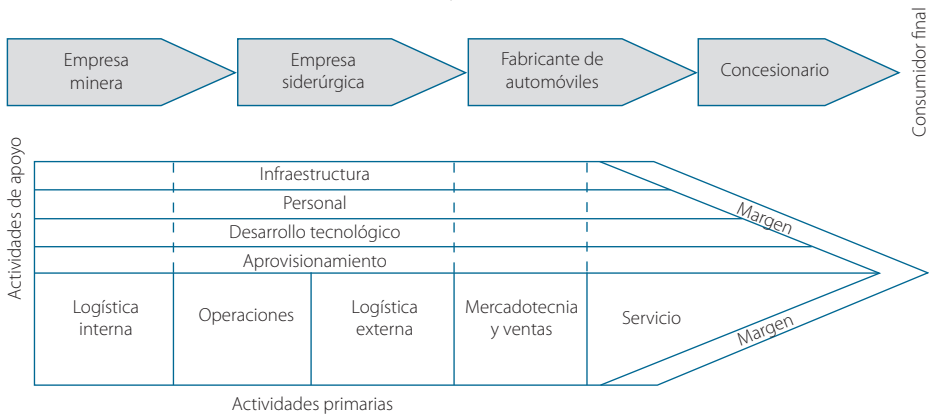 Empresa
minera
Empresa
siderúrgica
Fabricante de
automóviles
Concesionario
Consumidor final
Actividades de apoyo
Infraestructura
Personal
Desarrollo tecnológico
Aprovisionamiento
Margen
Logística
interna
Operaciones
Logística
externa
Mercadotecnia
y ventas
Servicio
Margen
Actividades primarias